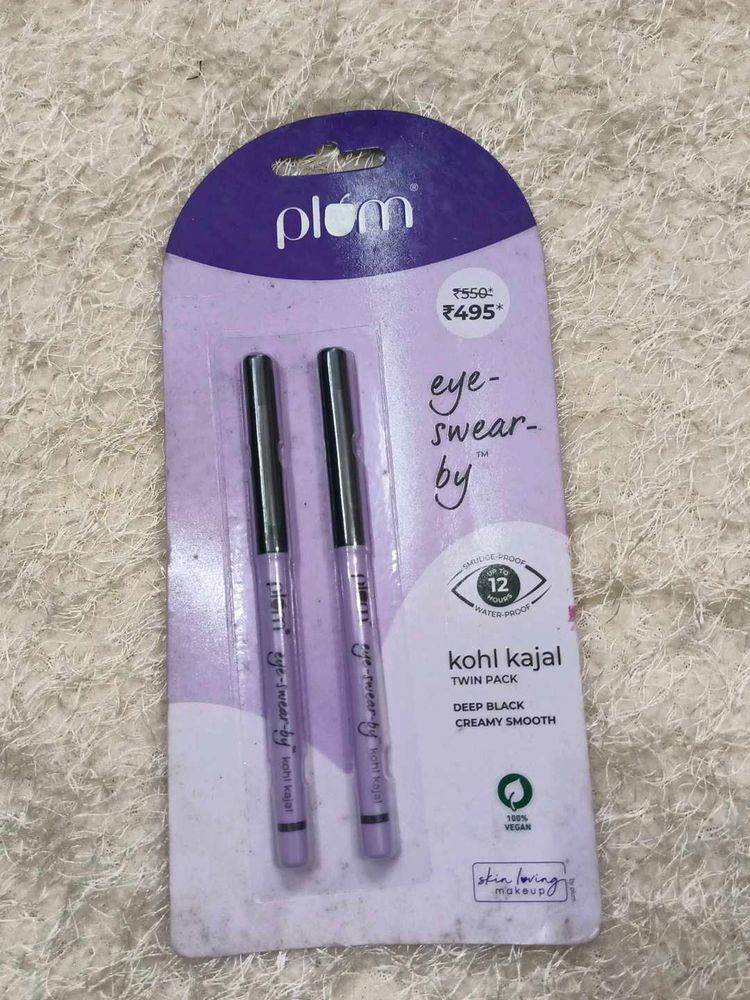 plum®
₹550*
₹495*
eye-
swear-
by™
SMUDGE-PROOF
UP TO
12
HOURS
WATER-PROOF
kohl kajal
TWIN PACK
DEEP BLACK
CREAMY SMOOTH
100%
VEGAN
skin loving
makeup
by plum
plum eye-swear-by kohl kajal
plum eye-swear-by kohl kajal